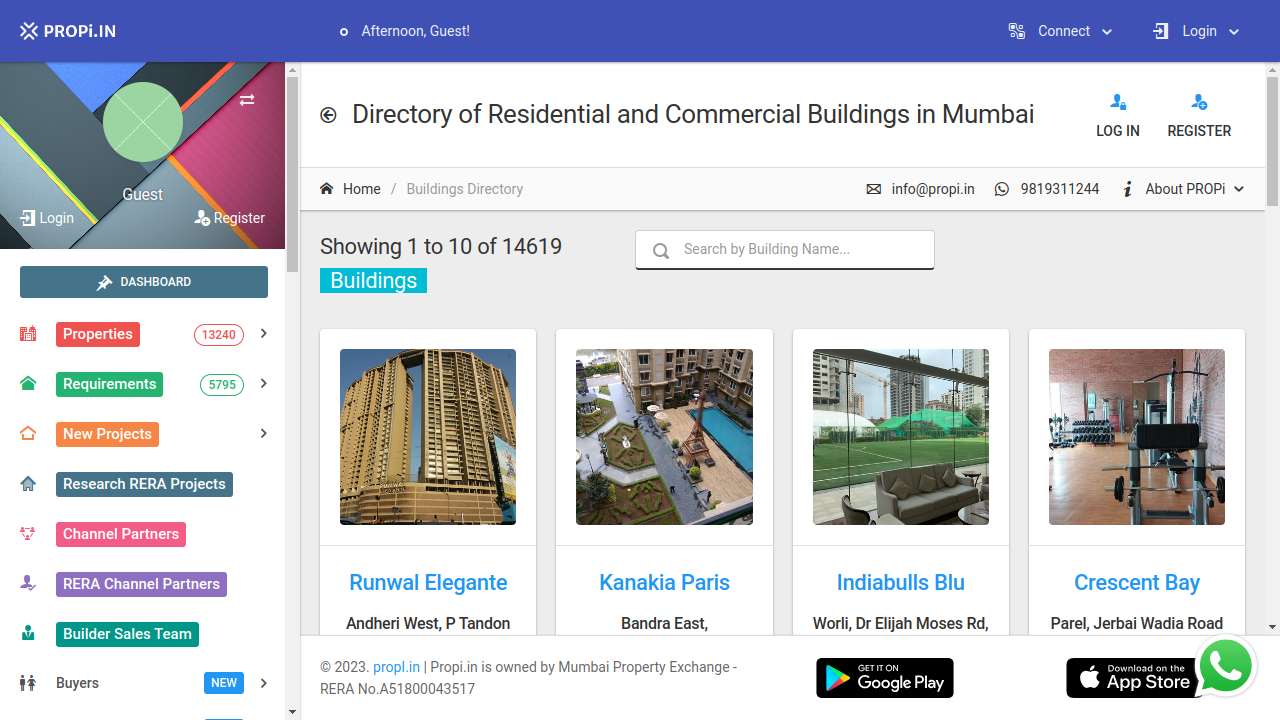 PROPi.IN
Afternoon, Guest!
Connect
Login
Guest
Login
Register
DASHBOARD
Properties 13240
Requirements 5795
New Projects
Research RERA Projects
Channel Partners
RERA Channel Partners
Builder Sales Team
Buyers NEW
Directory of Residential and Commercial Buildings in Mumbai
LOG IN
REGISTER
Home / Buildings Directory
info@propi.in
9819311244
About PROPi
Showing 1 to 10 of 14619
Buildings
Search by Building Name...
Runwal Elegante
Andheri West, P Tandon
Kanakia Paris
Bandra East,
Indiabulls Blu
Worli, Dr Elijah Moses Rd,
Crescent Bay
Parel, Jerbai Wadia Road
© 2023. propI.in | Propi.in is owned by Mumbai Property Exchange -
RERA No.A51800043517
GET IT ON
Google Play
Download on the
App Store